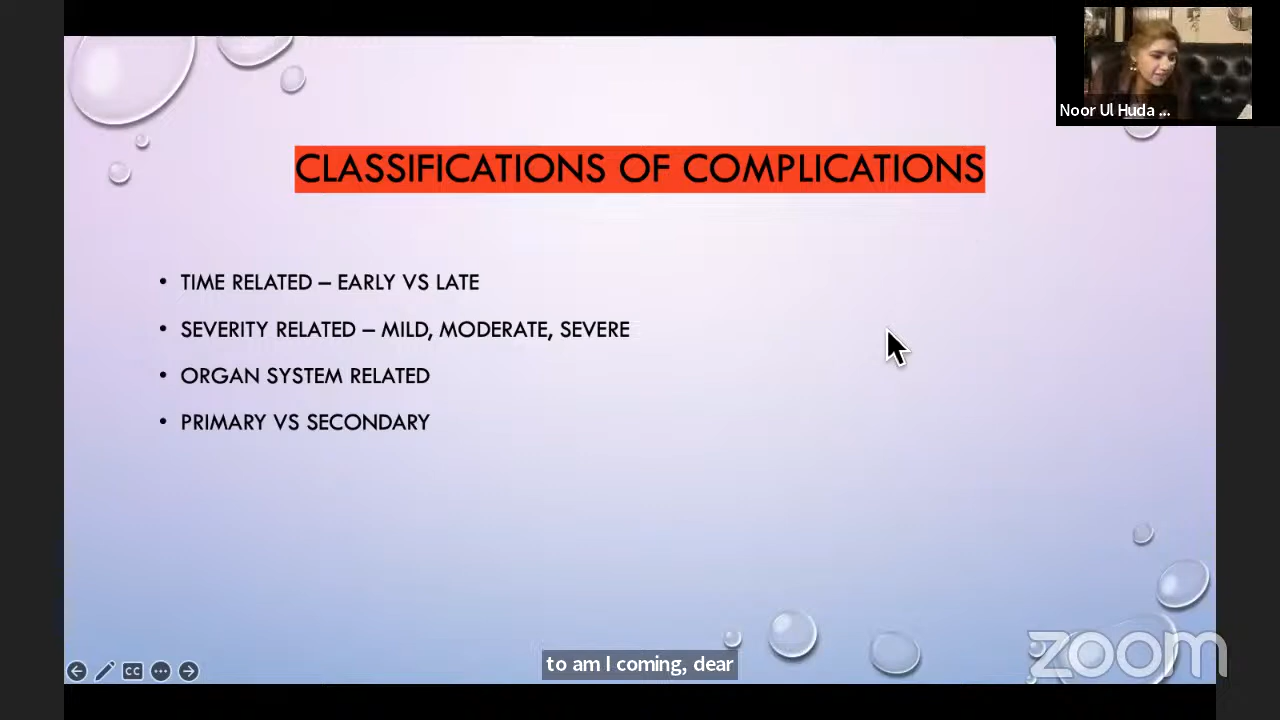 Noor Ul Huda ...
CLASSIFICATIONS OF COMPLICATIONS
• TIME RELATED – EARLY VS LATE
• SEVERITY RELATED – MILD, MODERATE, SEVERE
• ORGAN SYSTEM RELATED
• PRIMARY VS SECONDARY
CC
to am I coming, dear
zoom